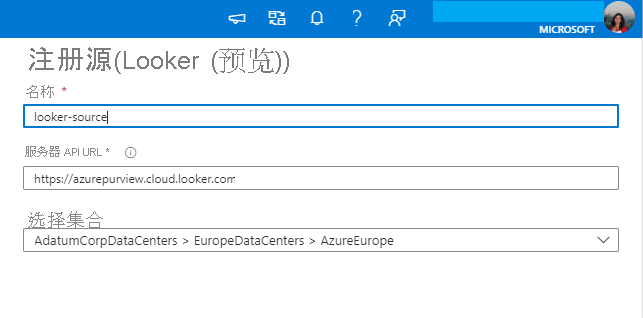 MICROSOFT
注册源(Looker (预览))
名称 *
looker-source
服务器 API URL *
https://azurepurview.cloud.looker.com
选择集合
AdatumCorpDataCenters > EuropeDataCenters > AzureEurope